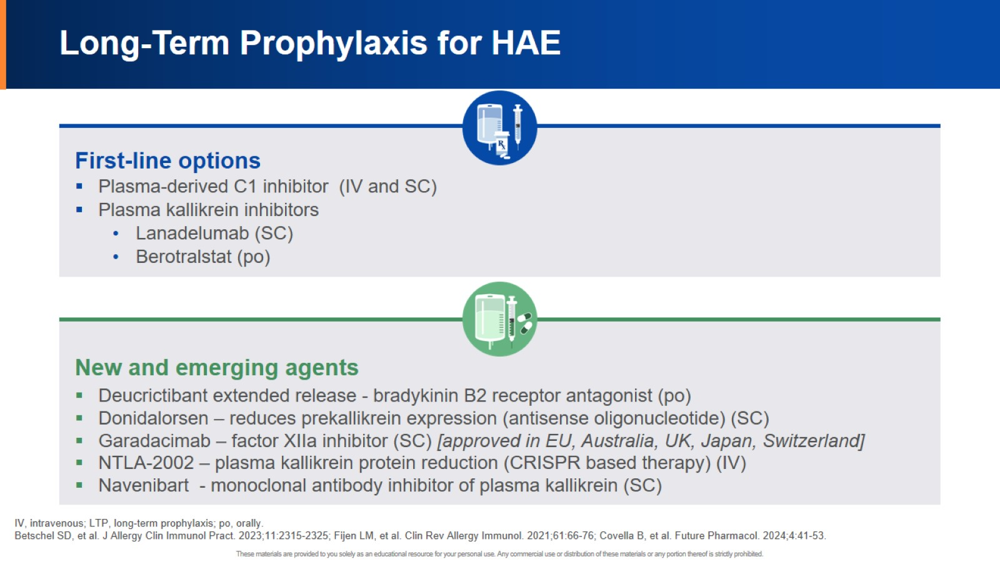 Long-Term Prophylaxis for HAE
Rx
First-line options
▪ Plasma-derived C1 inhibitor  (IV and SC)
▪ Plasma kallikrein inhibitors
• Lanadelumab (SC)
• Berotralstat (po)
New and emerging agents
▪ Deucrictibant extended release - bradykinin B2 receptor antagonist (po)
▪ Donidalorsen – reduces prekallikrein expression (antisense oligonucleotide) (SC)
▪ Garadacimab – factor XIIa inhibitor (SC) [approved in EU, Australia, UK, Japan, Switzerland]
▪ NTLA-2002 – plasma kallikrein protein reduction (CRISPR based therapy) (IV)
▪ Navenibart  - monoclonal antibody inhibitor of plasma kallikrein (SC)
IV, intravenous; LTP, long-term prophylaxis; po, orally.
Betschel SD, et al. J Allergy Clin Immunol Pract. 2023;11:2315-2325; Fijen LM, et al. Clin Rev Allergy Immunol. 2021;61:66-76; Covella B, et al. Future Pharmacol. 2024;4:41-53.
These materials are provided to you solely as an educational resource for your personal use. Any commercial use or distribution of these materials or any portion thereof is strictly prohibited.